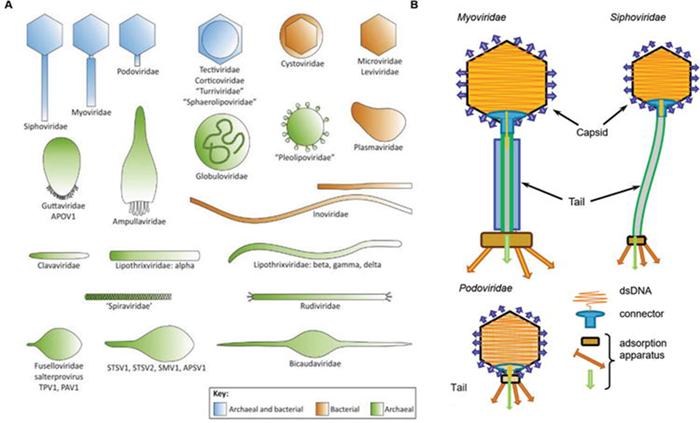 A
Siphoviridae
Myoviridae
Podoviridae
Tectiviridae
Corticoviridae
"Turriviridae"
"Sphaerolipoviridae"
Cystoviridae
Microviridae
Leviviridae
Guttaviridae
APOV1
Ampullaviridae
Globuloviridae
"Pleolipoviridae"
Plasmaviridae
Inoviridae
Clavaviridae
Lipothrixviridae: alpha
Lipothrixviridae: beta, gamma, delta
'Spiraviridae'
Rudiviridae
Fuselloviridae
salterprovirus
TPV1, PAV1
STSV1, STSV2, SMV1, APSV1
Bicaudaviridae
Key:
Archaeal and bacterial
Bacterial
Archaeal
B
Myoviridae
Siphoviridae
Capsid
Tail
Podoviridae
Tail
dsDNA
connector
adsorption
apparatus